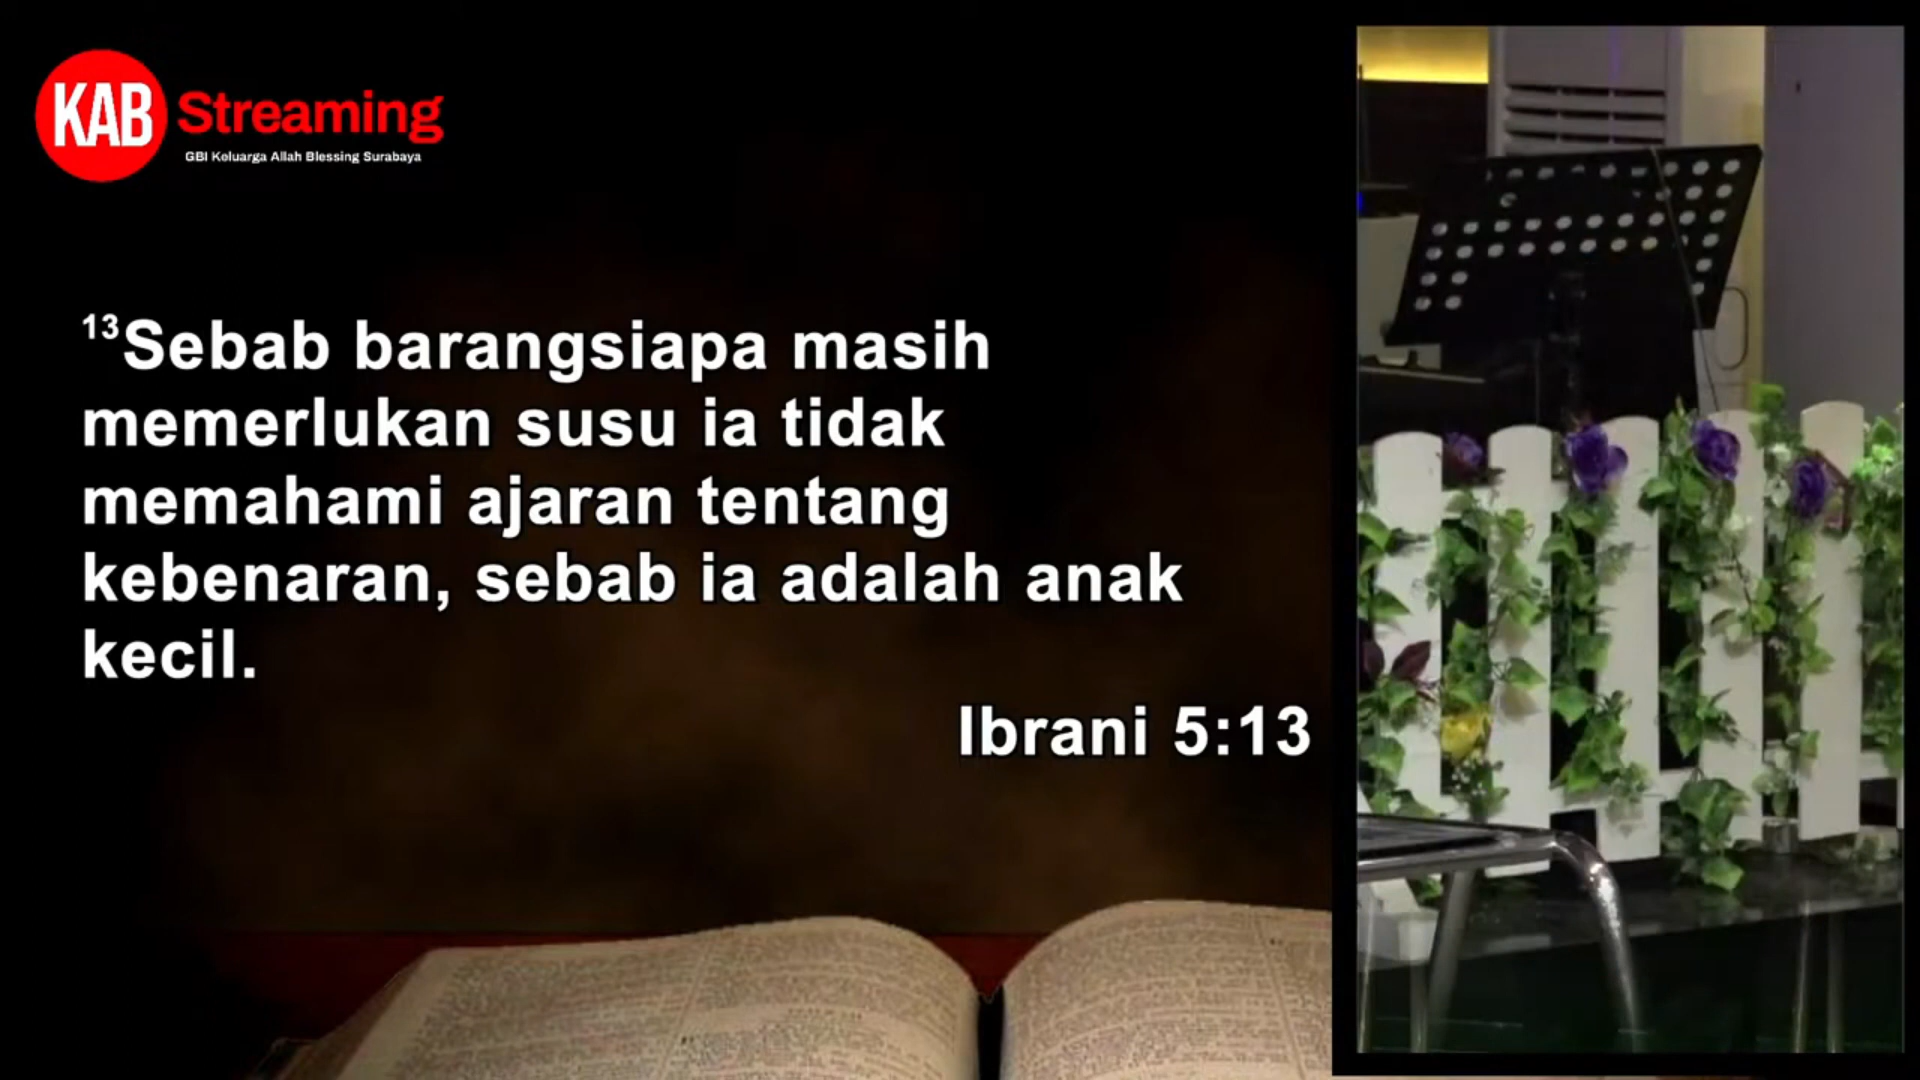 KAB Streaming
GBI Keluarga Allah Blessing Surabaya
13Sebab barangsiapa masih
memerlukan susu ia tidak
memahami ajaran tentang
kebenaran, sebab ia adalah anak
kecil.
Ibrani 5:13